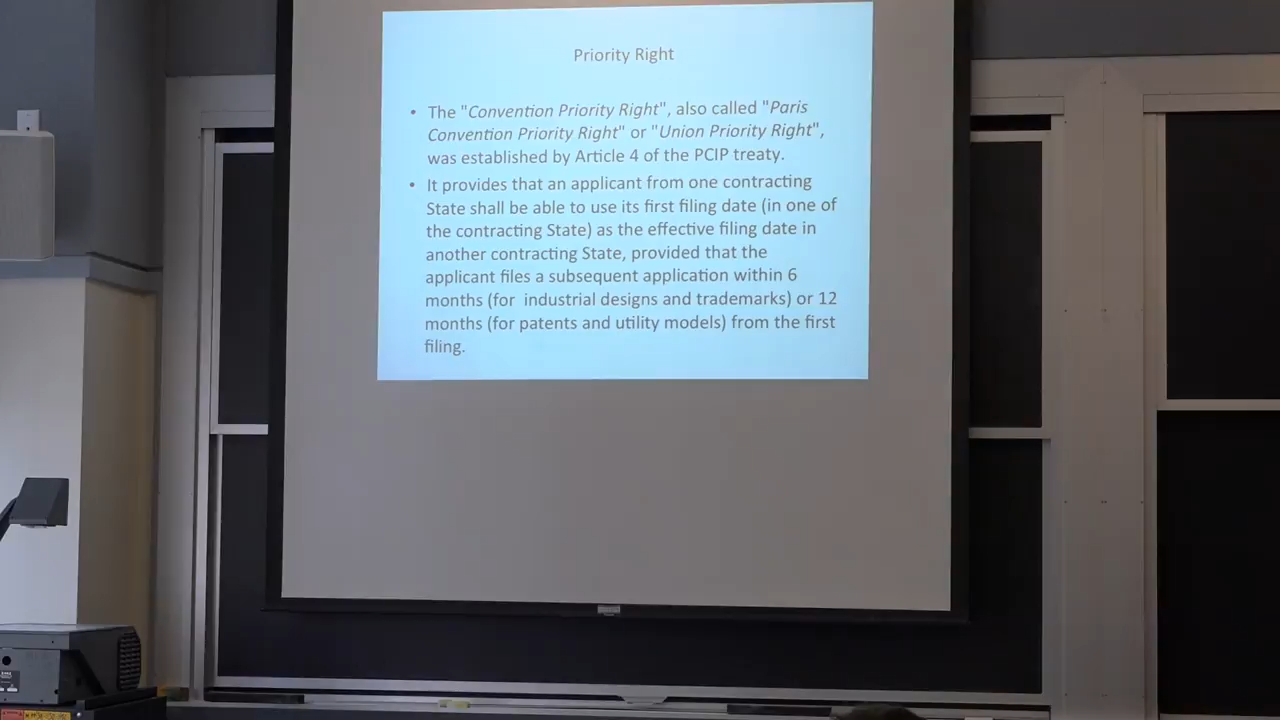 Priority Right
• The "Convention Priority Right", also called "Paris
Convention Priority Right" or "Union Priority Right",
was established by Article 4 of the PCIP treaty.
• It provides that an applicant from one contracting
State shall be able to use its first filing date (in one of
the contracting State) as the effective filing date in
another contracting State, provided that the
applicant files a subsequent application within 6
months (for industrial designs and trademarks) or 12
months (for patents and utility models) from the first
filing.